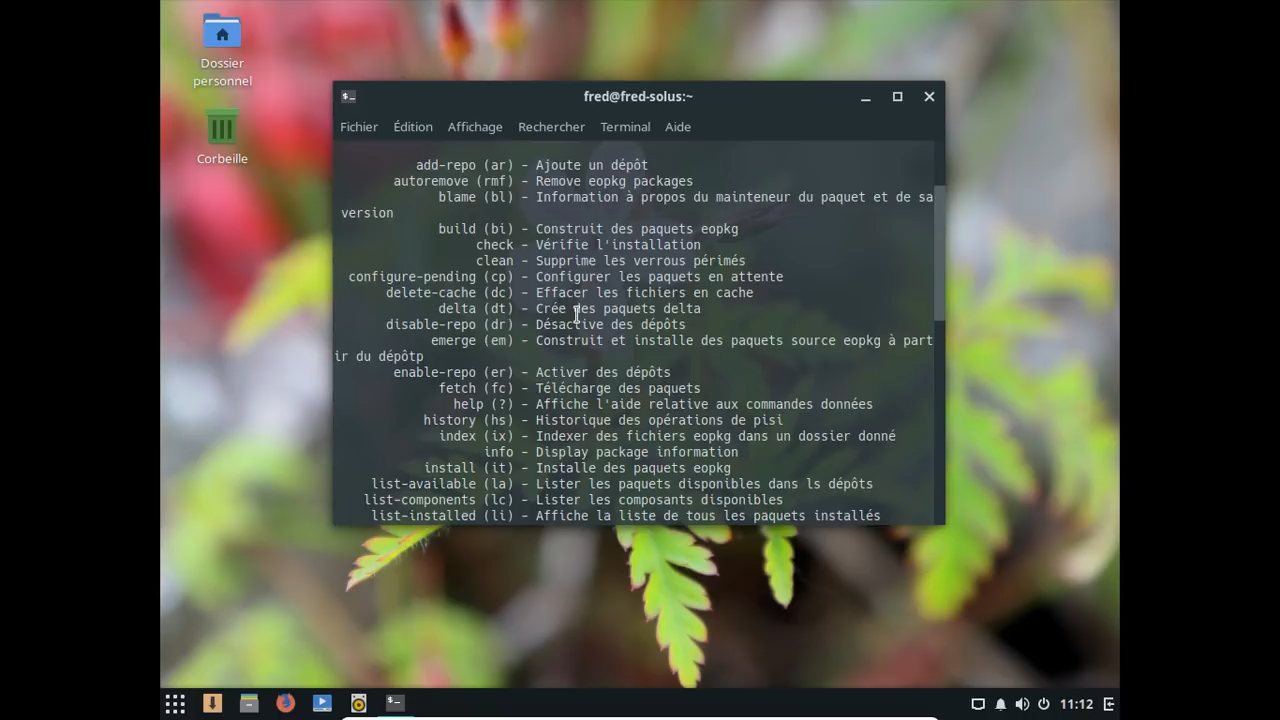 Dossier
personnel
Corbeille
fred@fred-solus:~
Fichier Édition Affichage Rechercher Terminal Aide
add-repo (ar) - Ajoute un dépôt
autoremove (rmf) - Remove eopkg packages
blame (bl) - Information à propos du mainteneur du paquet et de sa
version
build (bi) - Construit des paquets eopkg
check - Vérifie l'installation
clean - Supprime les verrous périmés
configure-pending (cp) - Configurer les paquets en attente
delete-cache (dc) - Effacer les fichiers en cache
delta (dt) - Crée des paquets delta
disable-repo (dr) - Désactive des dépôts
emerge (em) - Construit et installe des paquets source eopkg à part
ir du dépôtp
enable-repo (er) - Activer des dépôts
fetch (fc) - Télécharge des paquets
help (?) - Affiche l'aide relative aux commandes données
history (hs) - Historique des opérations de pisi
index (ix) - Indexer des fichiers eopkg dans un dossier donné
info - Display package information
install (it) - Installe des paquets eopkg
list-available (la) - Lister les paquets disponibles dans ls dépôts
list-components (lc) - Lister les composants disponibles
list-installed (li) - Affiche la liste de tous les paquets installés
11:12